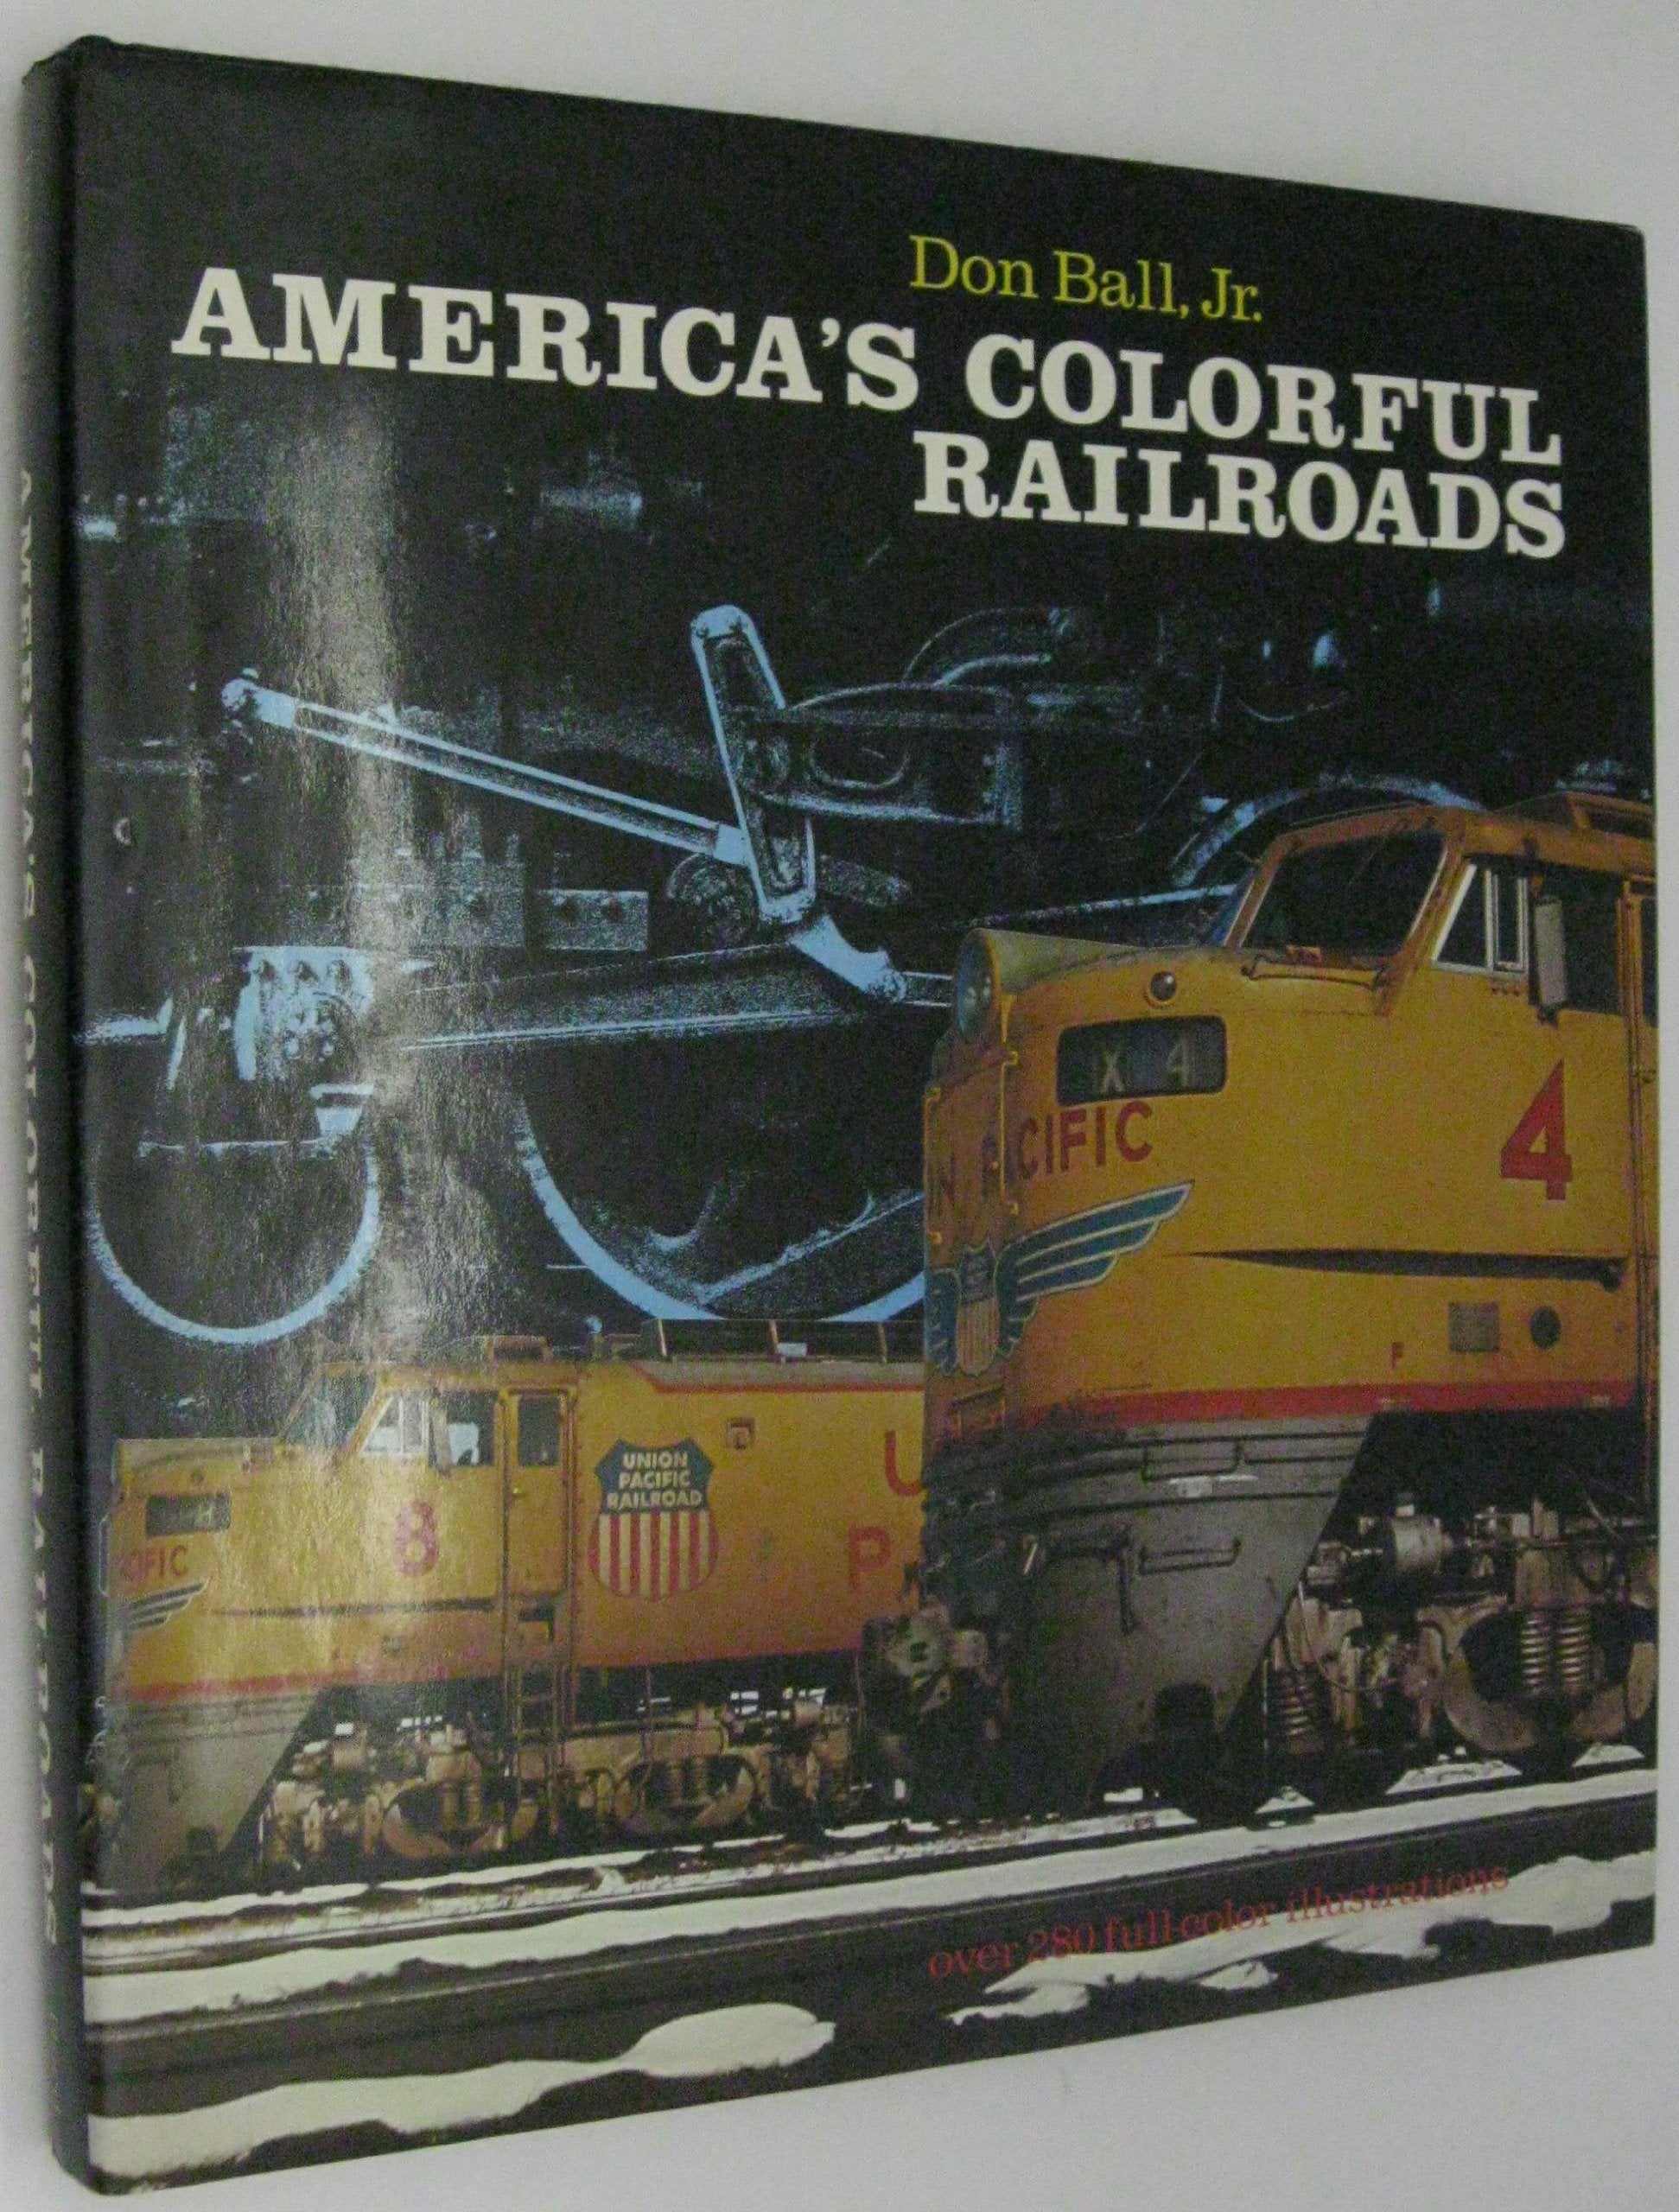 Don Ball, Jr.
AMERICA'S COLORFUL
RAILROADS
AMERICA'S COLORFUL RAILROADS
X 4
N PACIFIC
4
F
UNION
PACIFIC
RAILROAD
U
P
8
CIFIC
over 280 full-color illustrations